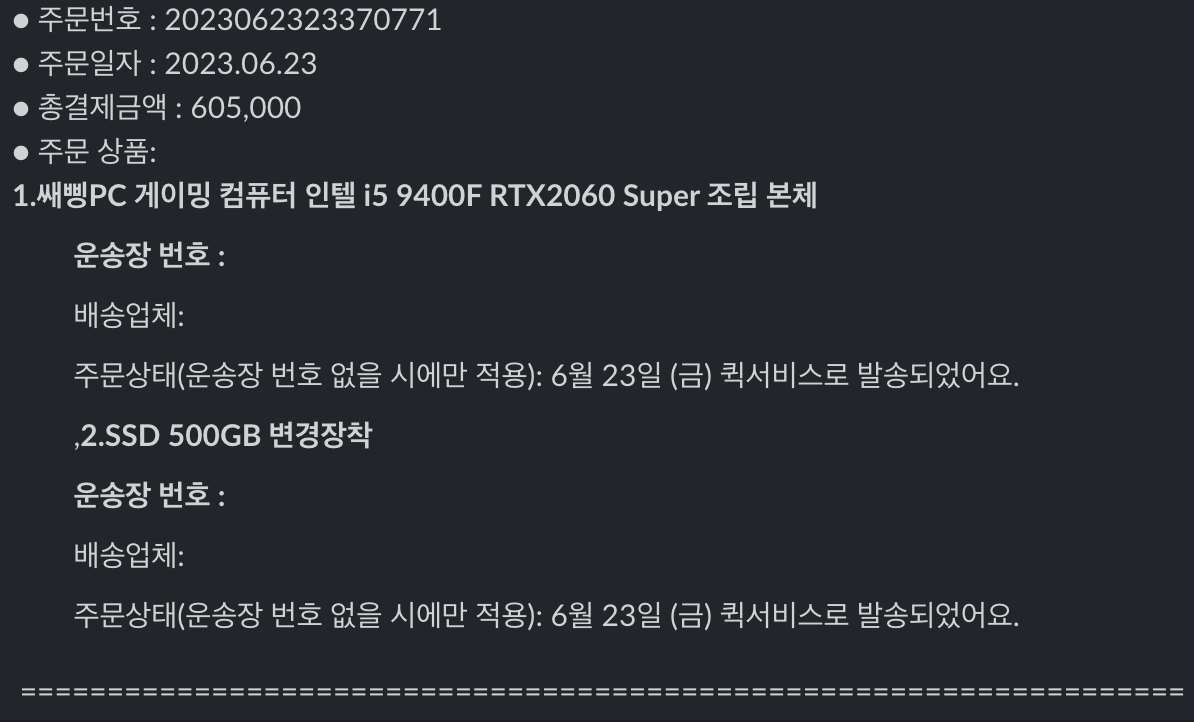 ● 주문번호 : 2023062323370771
● 주문일자 : 2023.06.23
● 총결제금액 : 605,000
● 주문 상품:
1.쌔삥PC 게이밍 컴퓨터 인텔 i5 9400F RTX2060 Super 조립 본체
운송장 번호 :
배송업체:
주문상태(운송장 번호 없을 시에만 적용): 6월 23일 (금) 퀵서비스로 발송되었어요.
,2.SSD 500GB 변경장착
운송장 번호 :
배송업체:
주문상태(운송장 번호 없을 시에만 적용): 6월 23일 (금) 퀵서비스로 발송되었어요.
==================================================================